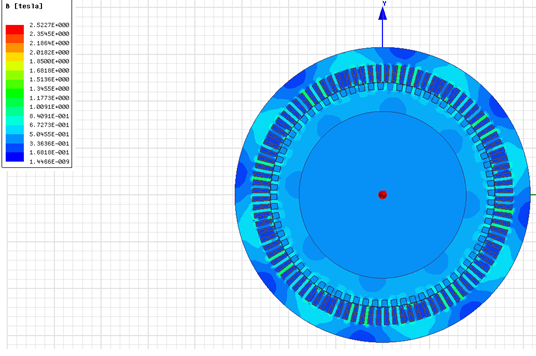 B [tesla]
2.5227E+000
2.3545E+000
2.1864E+000
2.0182E+000
1.8500E+000
1.6818E+000
1.5136E+000
1.3455E+000
1.1773E+000
1.0091E+000
8.4091E-001
6.7273E-001
5.0455E-001
3.3636E-001
1.6818E-001
1.4466E-009
Y